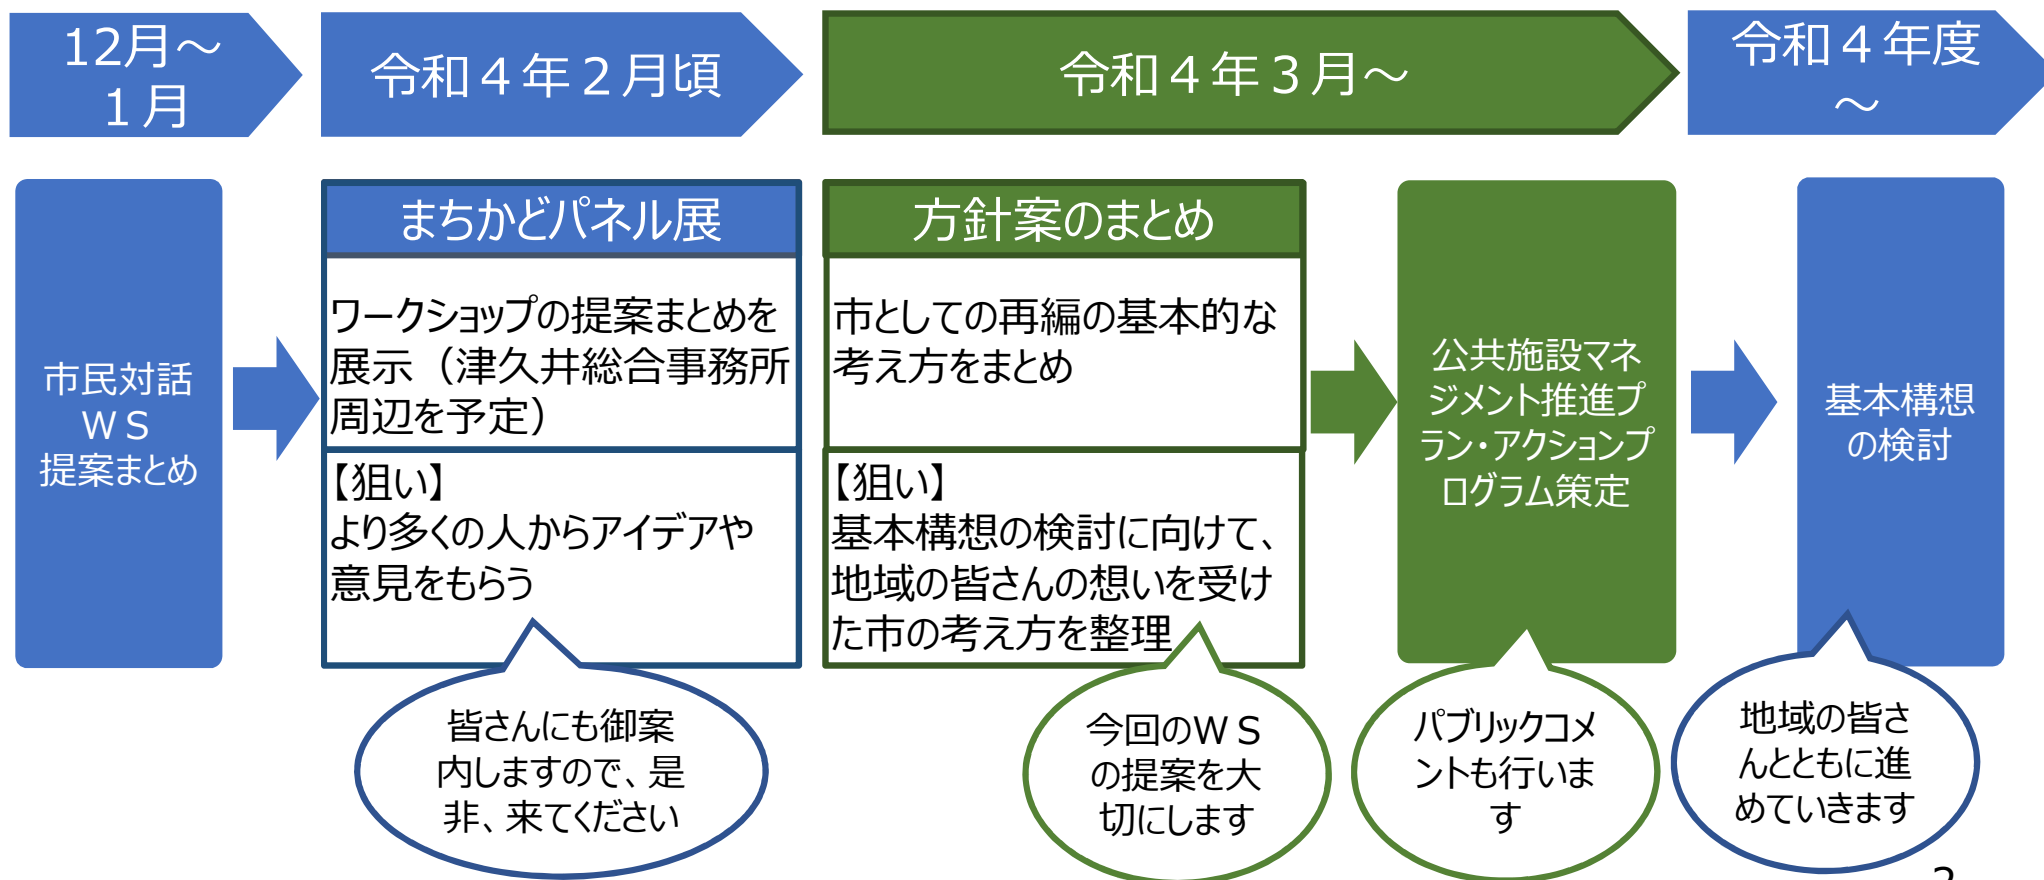 12月～
１月
令和４年２月頃
令和４年３月～
令和４年度
～
市民対話
ＷＳ
提案まとめ
まちかどパネル展
ワークショップの提案まとめを
展示（津久井総合事務所
周辺を予定）
【狙い】
より多くの人からアイデアや
意見をもらう
皆さんにも御案
内しますので、是
非、来てください
方針案のまとめ
市としての再編の基本的な
考え方をまとめ
【狙い】
基本構想の検討に向けて、
地域の皆さんの想いを受け
た市の考え方を整理
今回のＷＳ
の提案を大
切にします
公共施設マネ
ジメント推進プ
ラン・アクションプ
ログラム策定
パブリックコメ
ントも行いま
す
基本構想
の検討
地域の皆さ
んとともに進
めていきます